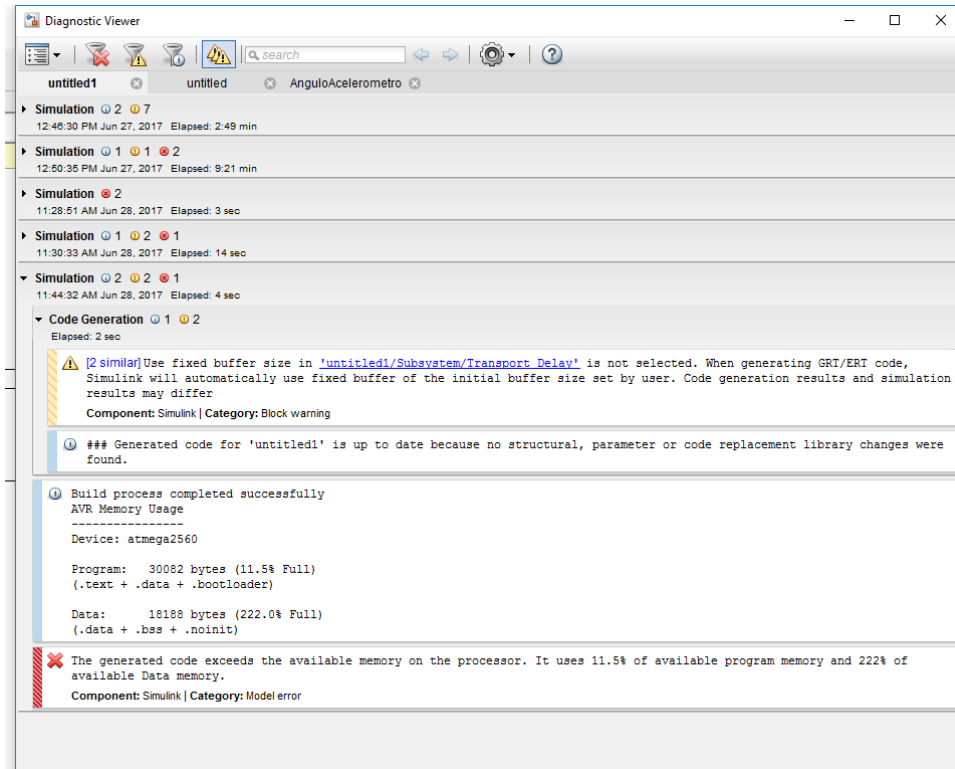 Diagnostic Viewer
search
untitled1 untitled AnguloAcelerometro
Simulation 2 7
12:46:30 PM Jun 27, 2017 Elapsed: 2:49 min
Simulation 1 1 2
12:50:35 PM Jun 27, 2017 Elapsed: 9:21 min
Simulation 2
11:28:51 AM Jun 28, 2017 Elapsed: 3 sec
Simulation 1 2 1
11:30:33 AM Jun 28, 2017 Elapsed: 14 sec
Simulation 2 2 1
11:44:32 AM Jun 28, 2017 Elapsed: 4 sec
Code Generation 1 2
Elapsed: 2 sec
[2 similar] Use fixed buffer size in 'untitled1/Subsystem/Transport Delay' is not selected. When generating GRT/ERT code,
Simulink will automatically use fixed buffer of the initial buffer size set by user. Code generation results and simulation
results may differ
Component: Simulink | Category: Block warning
### Generated code for 'untitled1' is up to date because no structural, parameter or code replacement library changes were
found.
Build process completed successfully
AVR Memory Usage
----------------
Device: atmega2560
Program: 30082 bytes (11.5% Full)
(.text + .data + .bootloader)
Data: 18188 bytes (222.0% Full)
(.data + .bss + .noinit)
The generated code exceeds the available memory on the processor. It uses 11.5% of available program memory and 222% of
available Data memory.
Component: Simulink | Category: Model error